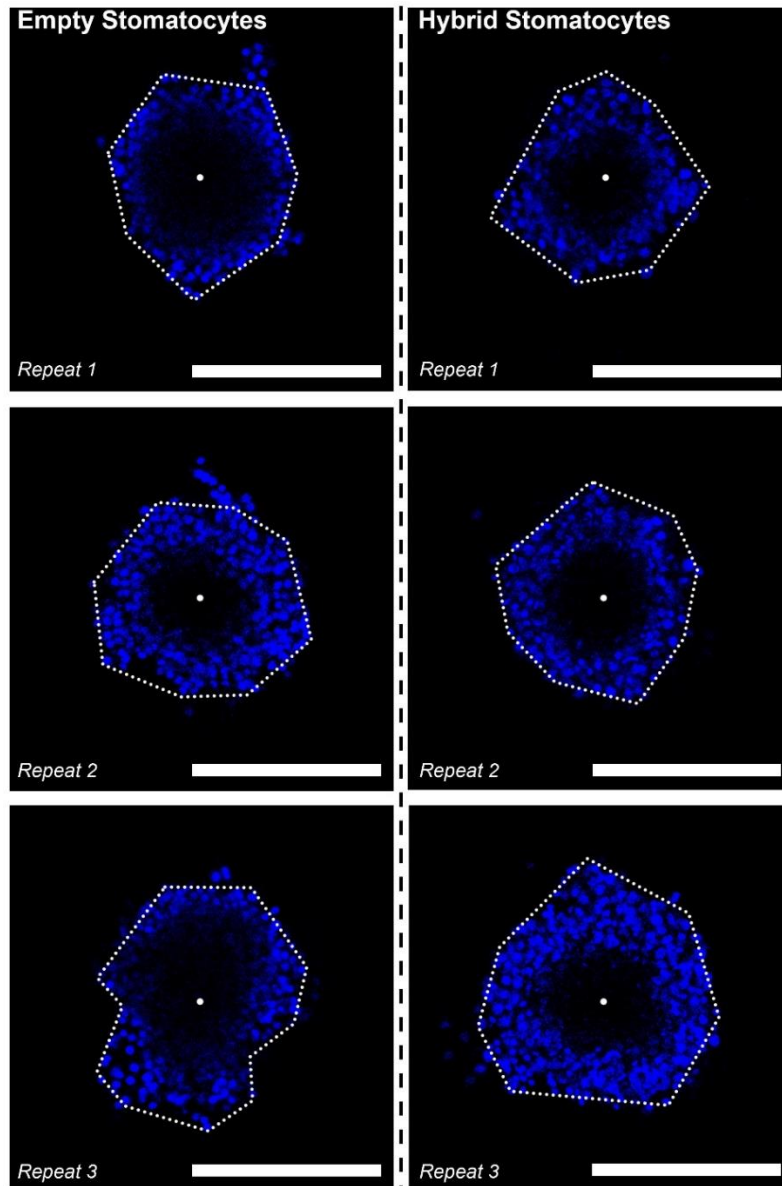 Empty Stomatocytes
Hybrid Stomatocytes
Repeat 1
Repeat 1
Repeat 2
Repeat 2
Repeat 3
Repeat 3